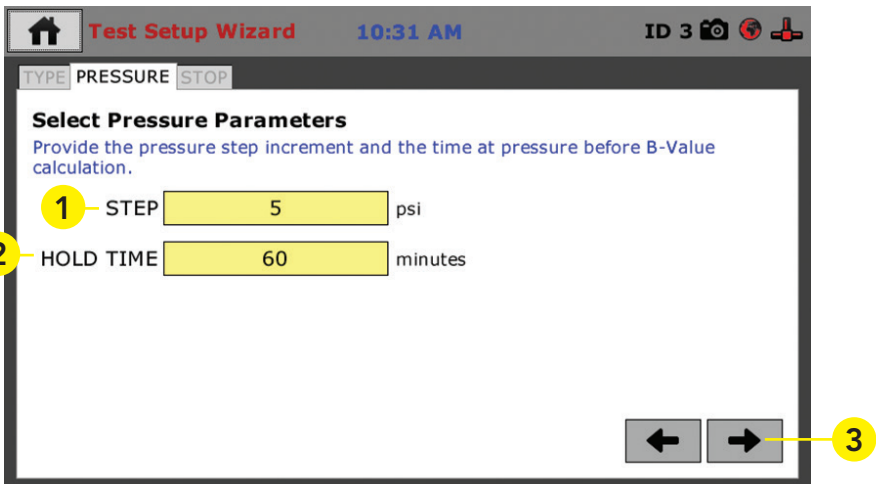 Test Setup Wizard 10:31 AM ID 3
TYPE PRESSURE STOP
Select Pressure Parameters
Provide the pressure step increment and the time at pressure before B-Value
calculation.
1 STEP 5 psi
2 HOLD TIME 60 minutes
3